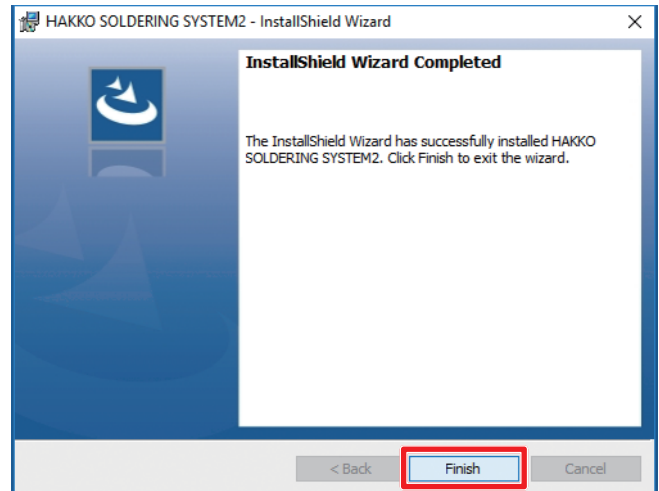 HAKKO SOLDERING SYSTEM2 - InstallShield Wizard
InstallShield Wizard Completed
The InstallShield Wizard has successfully installed HAKKO
SOLDERING SYSTEM2. Click Finish to exit the wizard.
< Back
Finish
Cancel